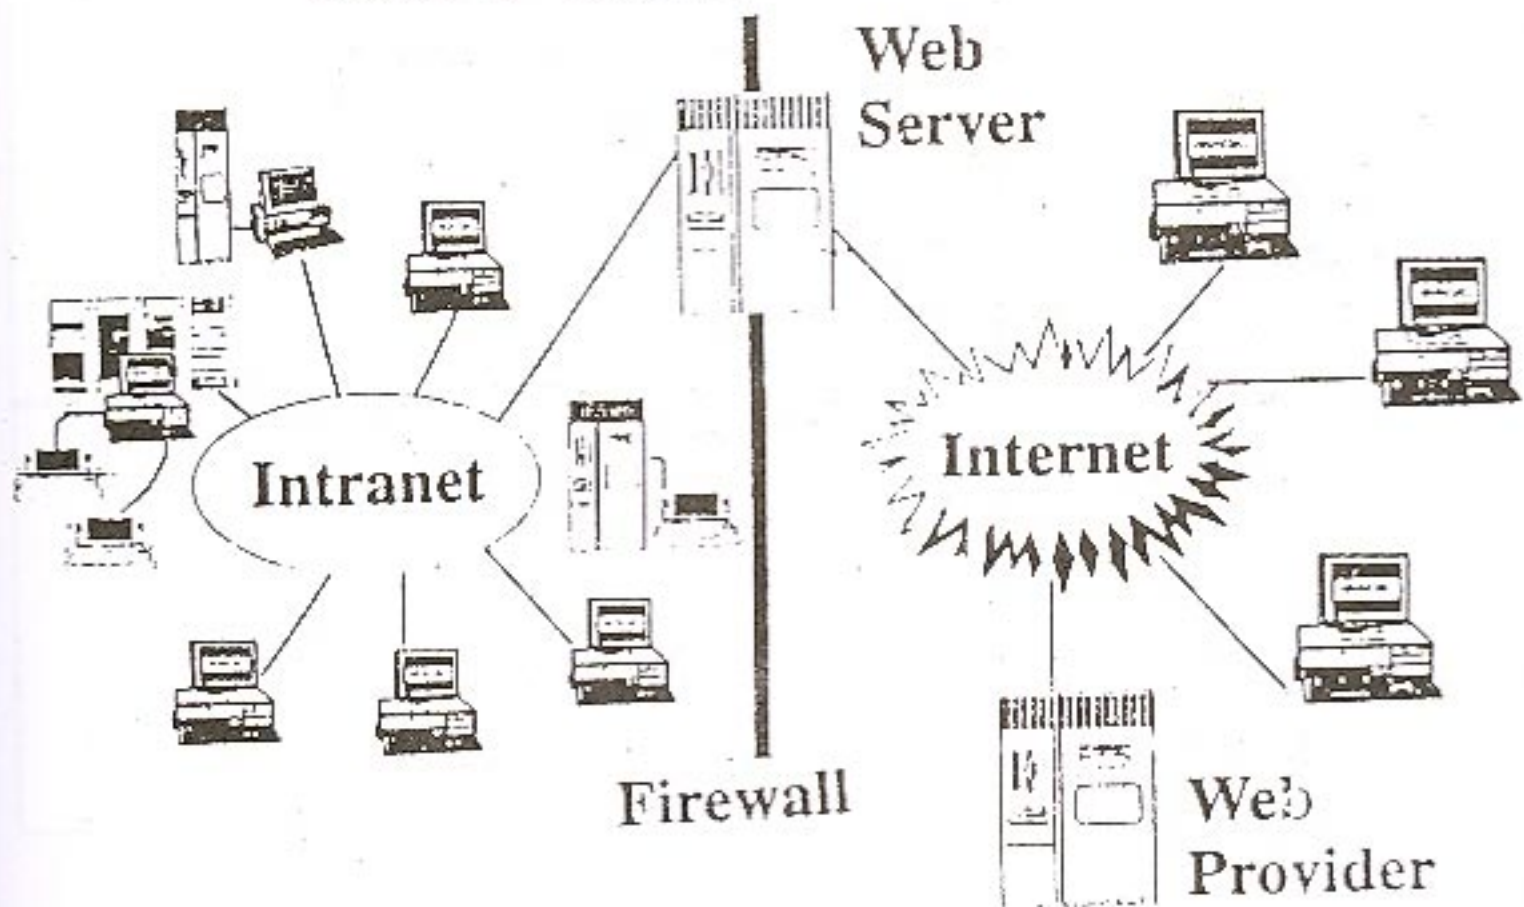 Web
Server
Intranet
Internet
Firewall
Web
Provider